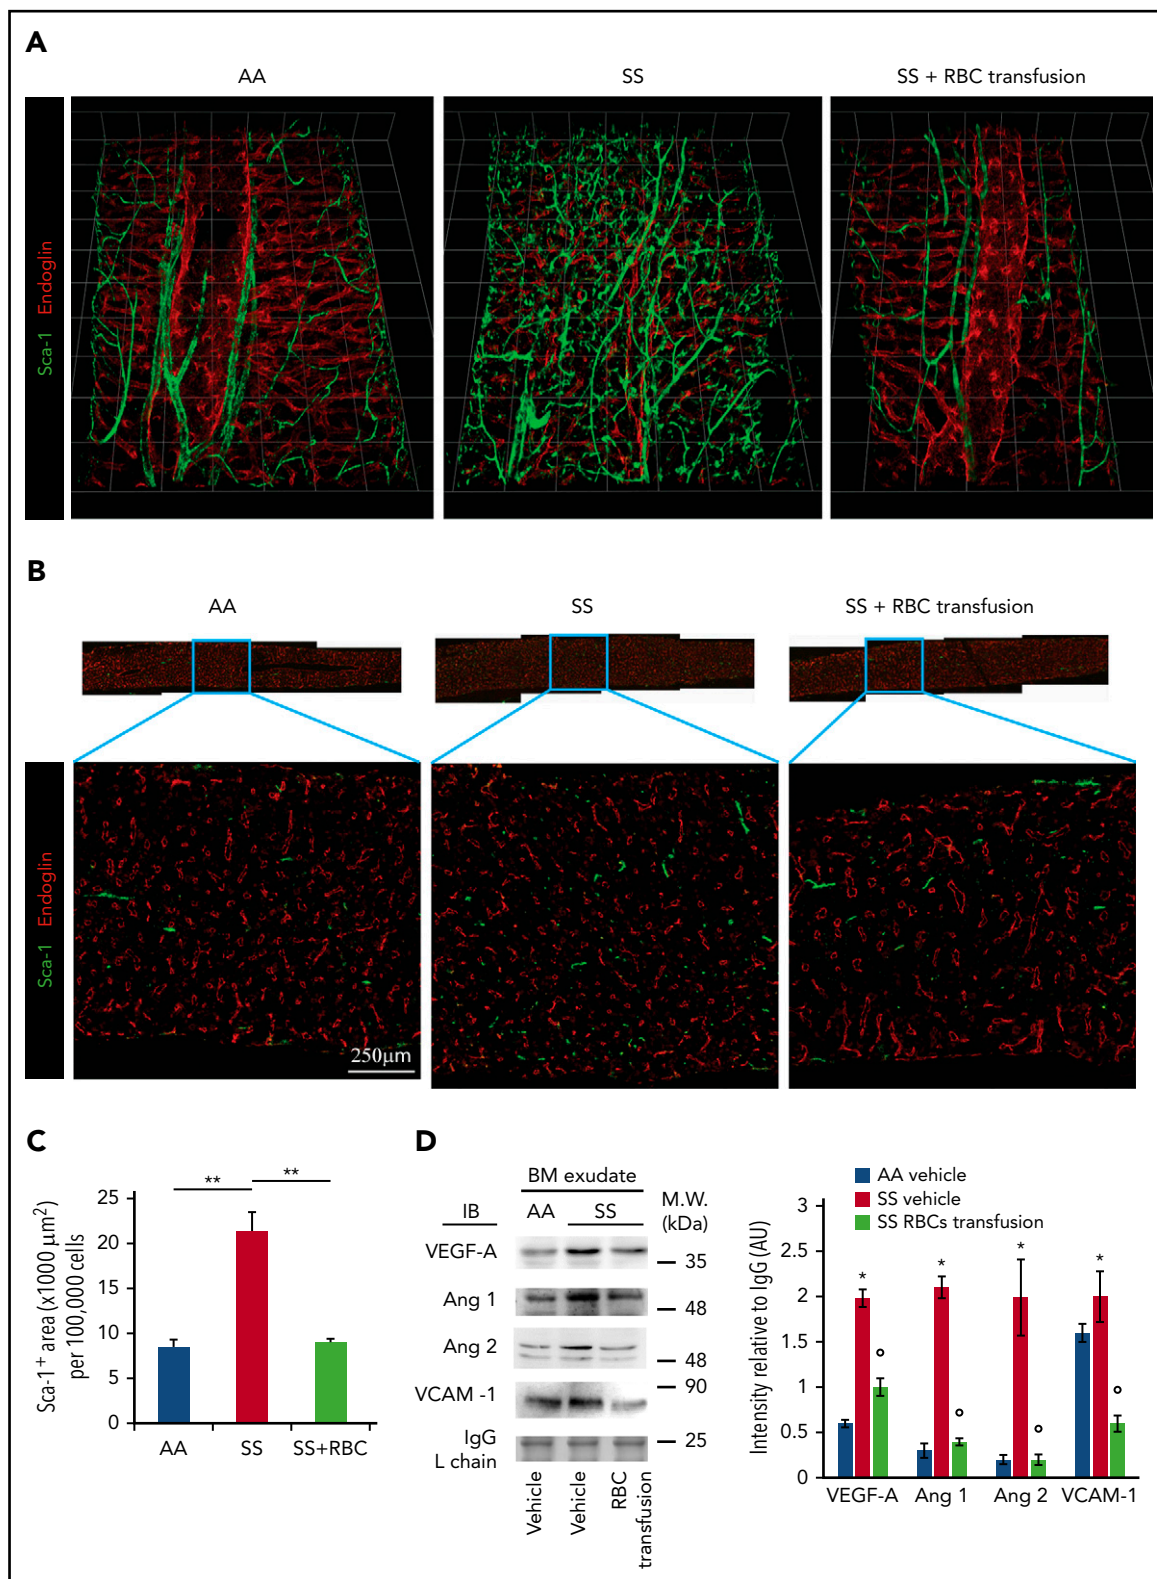 A
AA
SS
SS + RBC transfusion
Sca-1 Endoglin
B
AA
SS
SS + RBC transfusion
Sca-1 Endoglin
250μm
C
Sca-1+ area (x1000 μm²)
per 100,000 cells
25
20
15
10
5
0
**
**
AA
SS
SS+RBC
D
BM exudate
M.W.
(kDa)
IB
AA
SS
VEGF-A
35
Ang 1
48
Ang 2
48
VCAM -1
90
IgG
L chain
25
Vehicle
Vehicle
RBC
transfusion
AA vehicle
SS vehicle
SS RBCs transfusion
Intensity relative to IgG (AU)
3
2.5
2
1.5
1
0.5
0
*
*
*
*
°
°
°
°
VEGF-A
Ang 1
Ang 2
VCAM-1